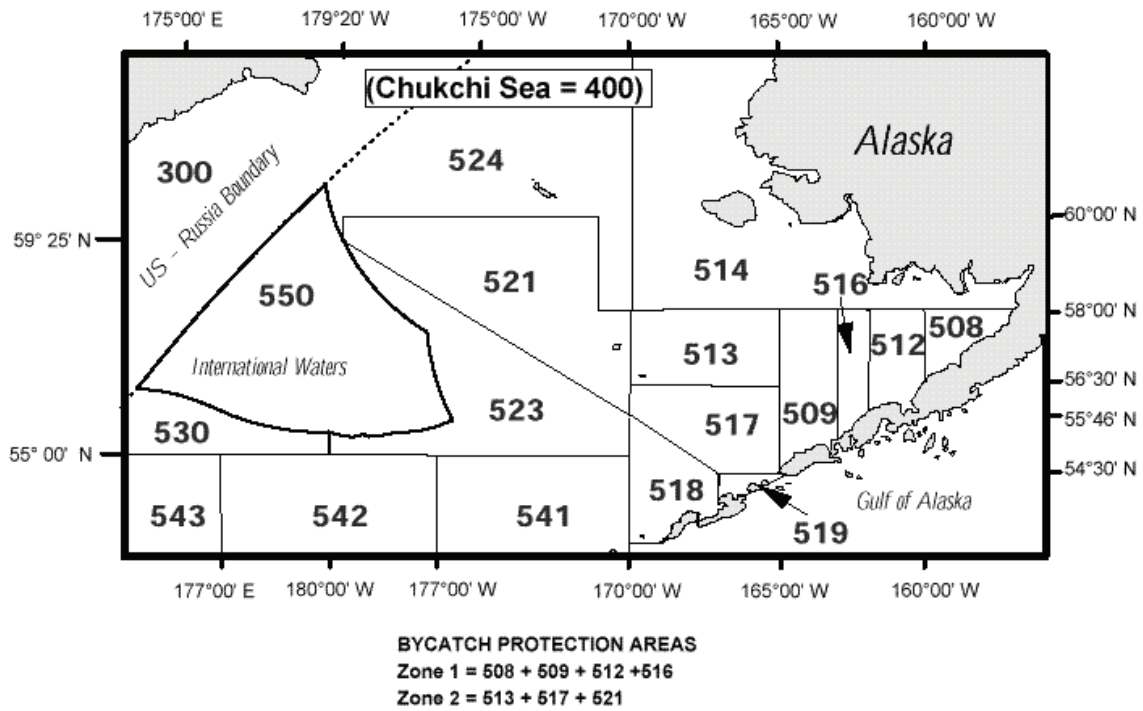 175°00' E 179°20' W 175°00' W 170°00' W 165°00' W 160°00' W
(Chukchi Sea = 400)
Alaska
300
524
US - Russia Boundary
60°00' N
59° 25' N
514
521
516
550
58°00' N
508
512
513
International Waters
56°30' N
523
509
517
55°46' N
530
55° 00' N
54°30' N
518
Gulf of Alaska
543
542
541
519
177°00' E 180°00' W 177°00' W 170°00' W 165°00' W 160°00' W
BYCATCH PROTECTION AREAS
Zone 1 = 508 + 509 + 512 +516
Zone 2 = 513 + 517 + 521